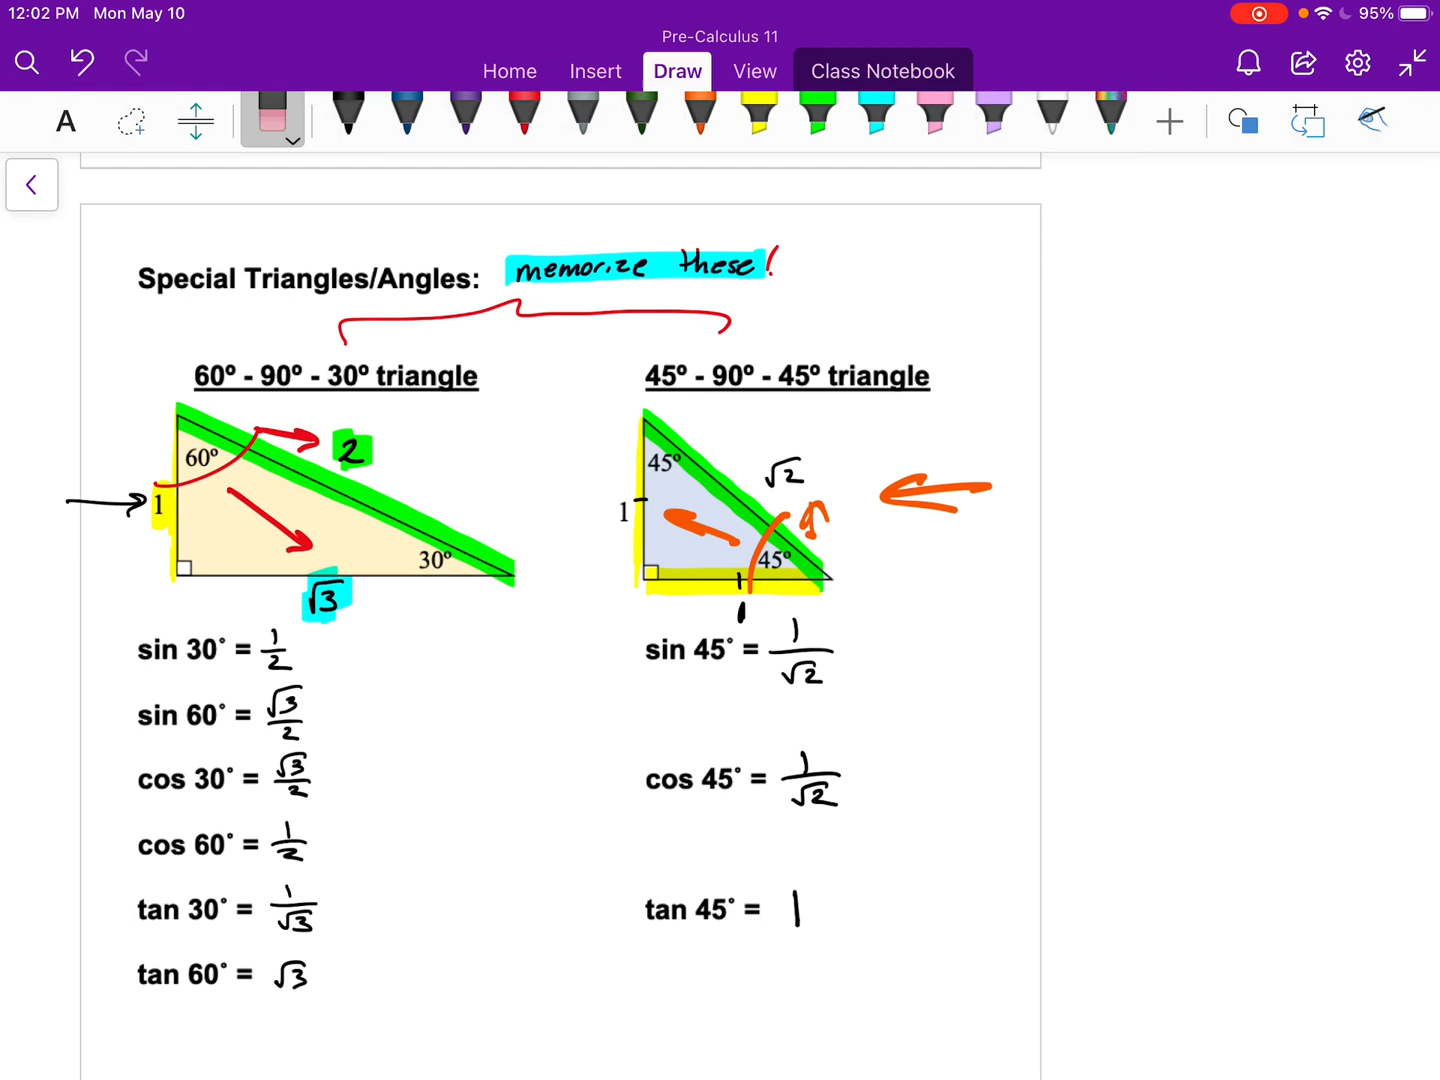 12:02 PM Mon May 10
95%
Pre-Calculus 11
Home Insert Draw View Class Notebook
A
Special Triangles/Angles: memorize these!
60º - 90º - 30º triangle
45º - 90º - 45º triangle
60º
2
1
30º
√3
45º
√2
1
45º
1
sin 30˚ = 1/2
sin 45˚ = 1/√2
sin 60˚ = √3/2
cos 30˚ = √3/2
cos 45˚ = 1/√2
cos 60˚ = 1/2
tan 30˚ = 1/√3
tan 45˚ = 1
tan 60˚ = √3